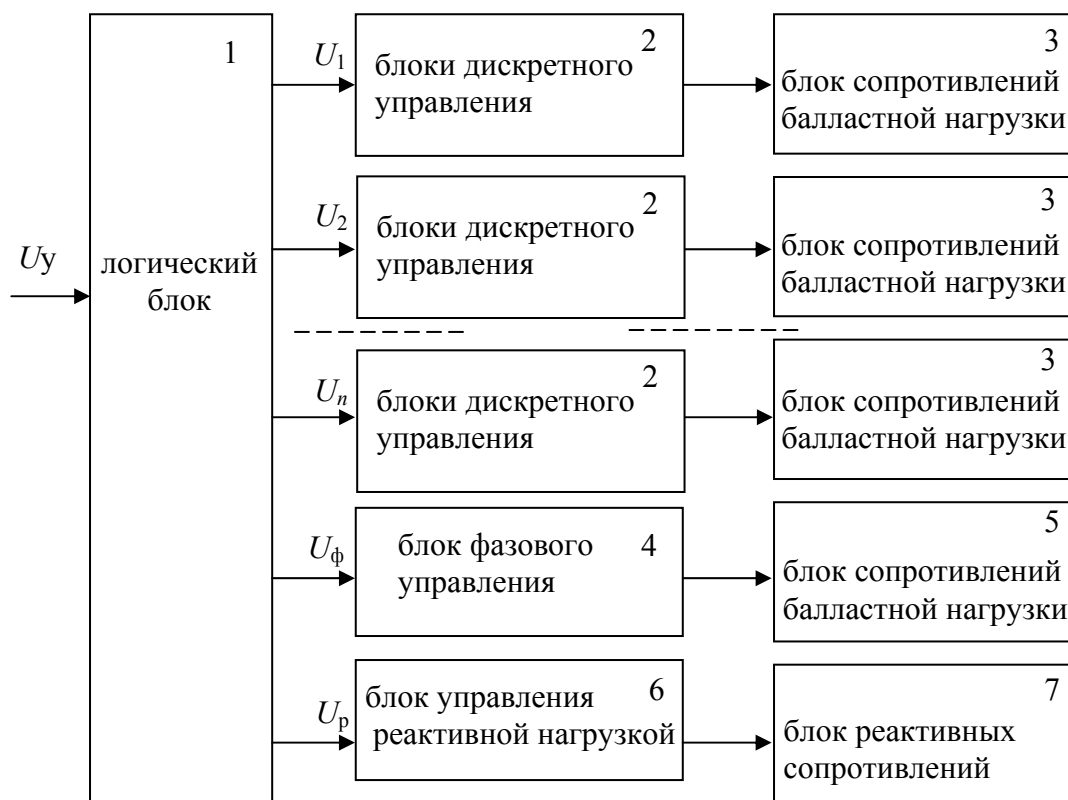 1
Uу
логический
блок
U1
2
блоки дискретного
управления
3
блок сопротивлений
балластной нагрузки
U2
2
блоки дискретного
управления
3
блок сопротивлений
балластной нагрузки
Un
2
блоки дискретного
управления
3
блок сопротивлений
балластной нагрузки
Uф
блок фазового 4
управления
5
блок сопротивлений
балластной нагрузки
Uр
блок управления 6
реактивной нагрузкой
7
блок реактивных
сопротивлений